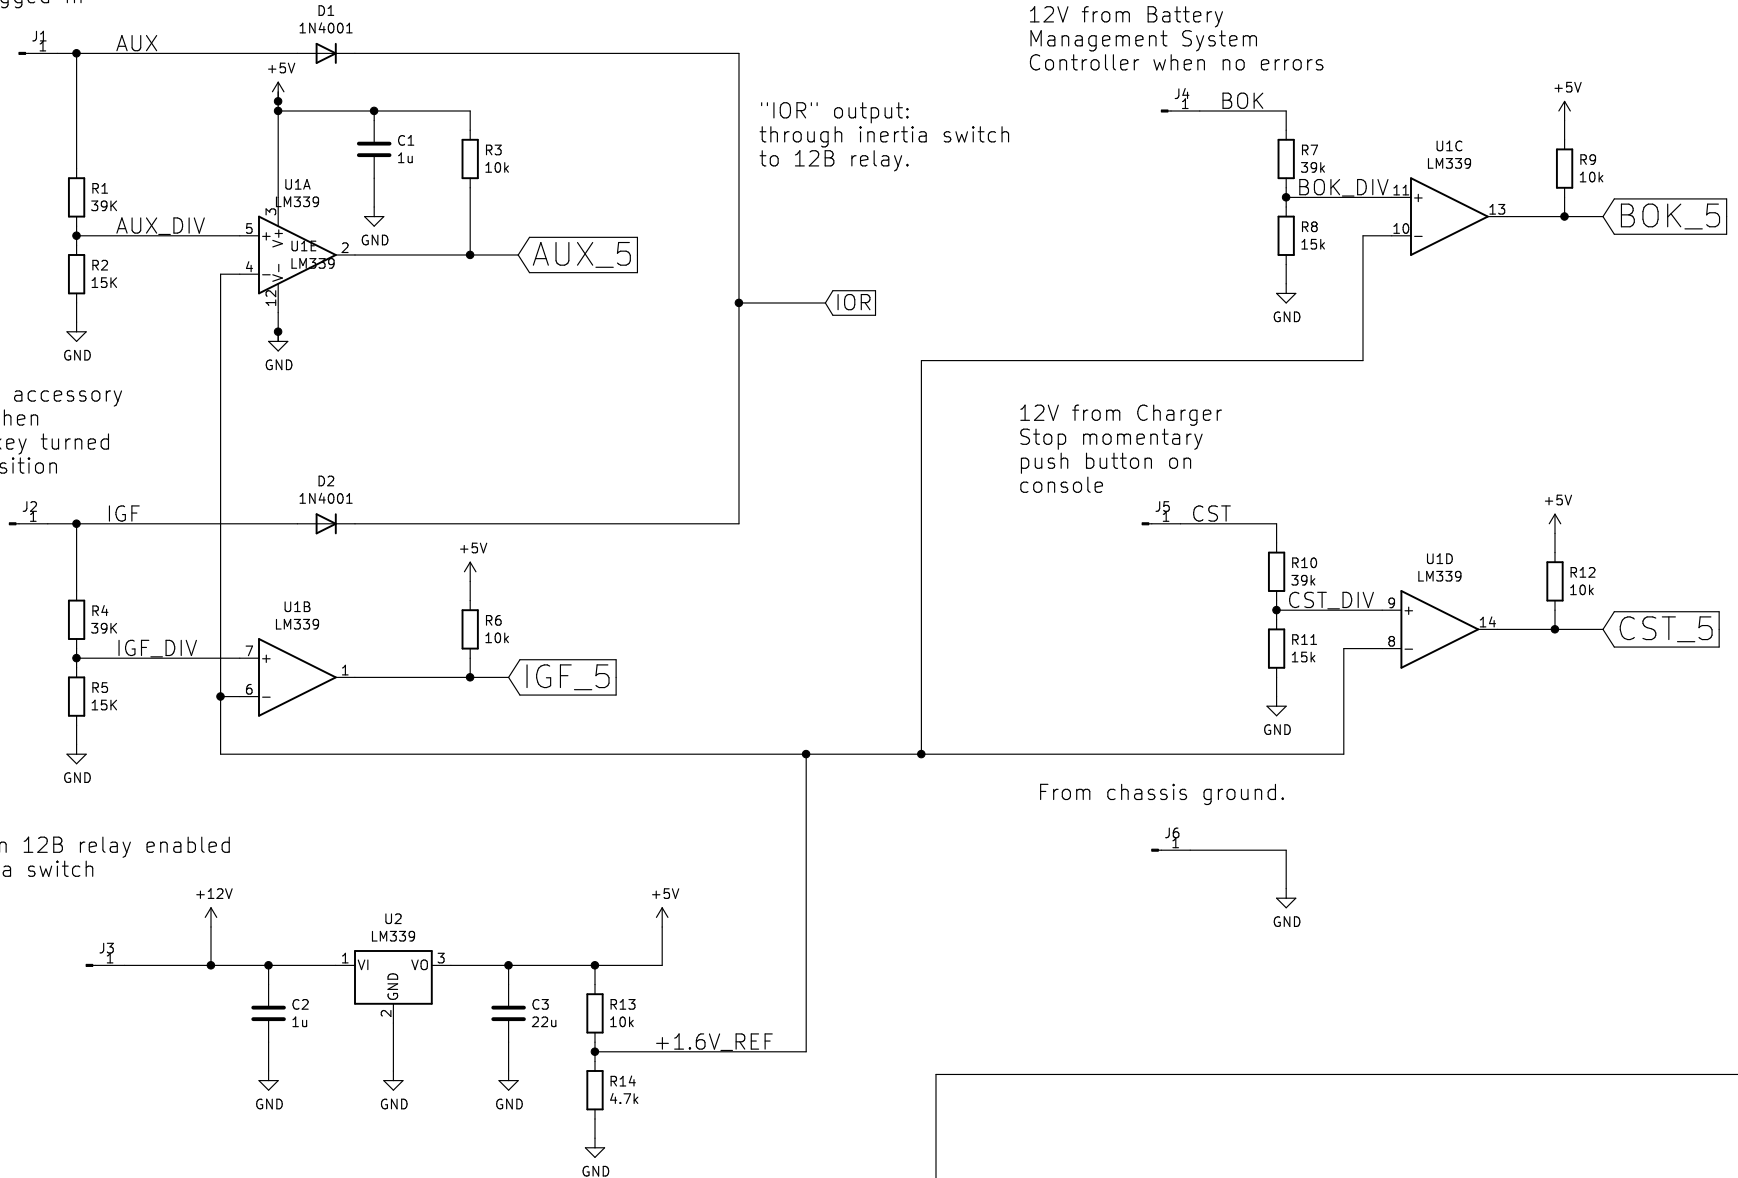 J1
1
AUX
D1
1N4001
+5V
C1
1u
R3
10k
R1
39K
U1A
LM339
3
AUX_DIV
5
+
V+
U1E
LM339
2
AUX_5
4
−
V−
12
R2
15K
GND
GND
GND
"IOR" output:
through inertia switch
to 12B relay.
IOR
12V from Battery
Management System
Controller when no errors
J4
1
BOK
+5V
R7
39k
U1C
LM339
R9
10k
BOK_DIV
11
+
13
BOK_5
R8
15k
10
−
GND
accessory
key turned
J2
1
IGF
D2
1N4001
+5V
R4
39K
U1B
LM339
R6
10k
IGF_DIV
7
+
1
IGF_5
R5
15K
6
−
GND
12V from Charger
Stop momentary
push button on
console
J5
1
CST
+5V
R10
39k
U1D
LM339
R12
10k
CST_DIV
9
+
14
CST_5
R11
15k
8
−
GND
From chassis ground.
J6
1
GND
12B relay enabled
a switch
+12V
+5V
J3
1
U2
LM339
1
VI
VO
3
GND
2
C2
1u
C3
22u
R13
10k
+1.6V_REF
R14
4.7k
GND
GND
GND
GND